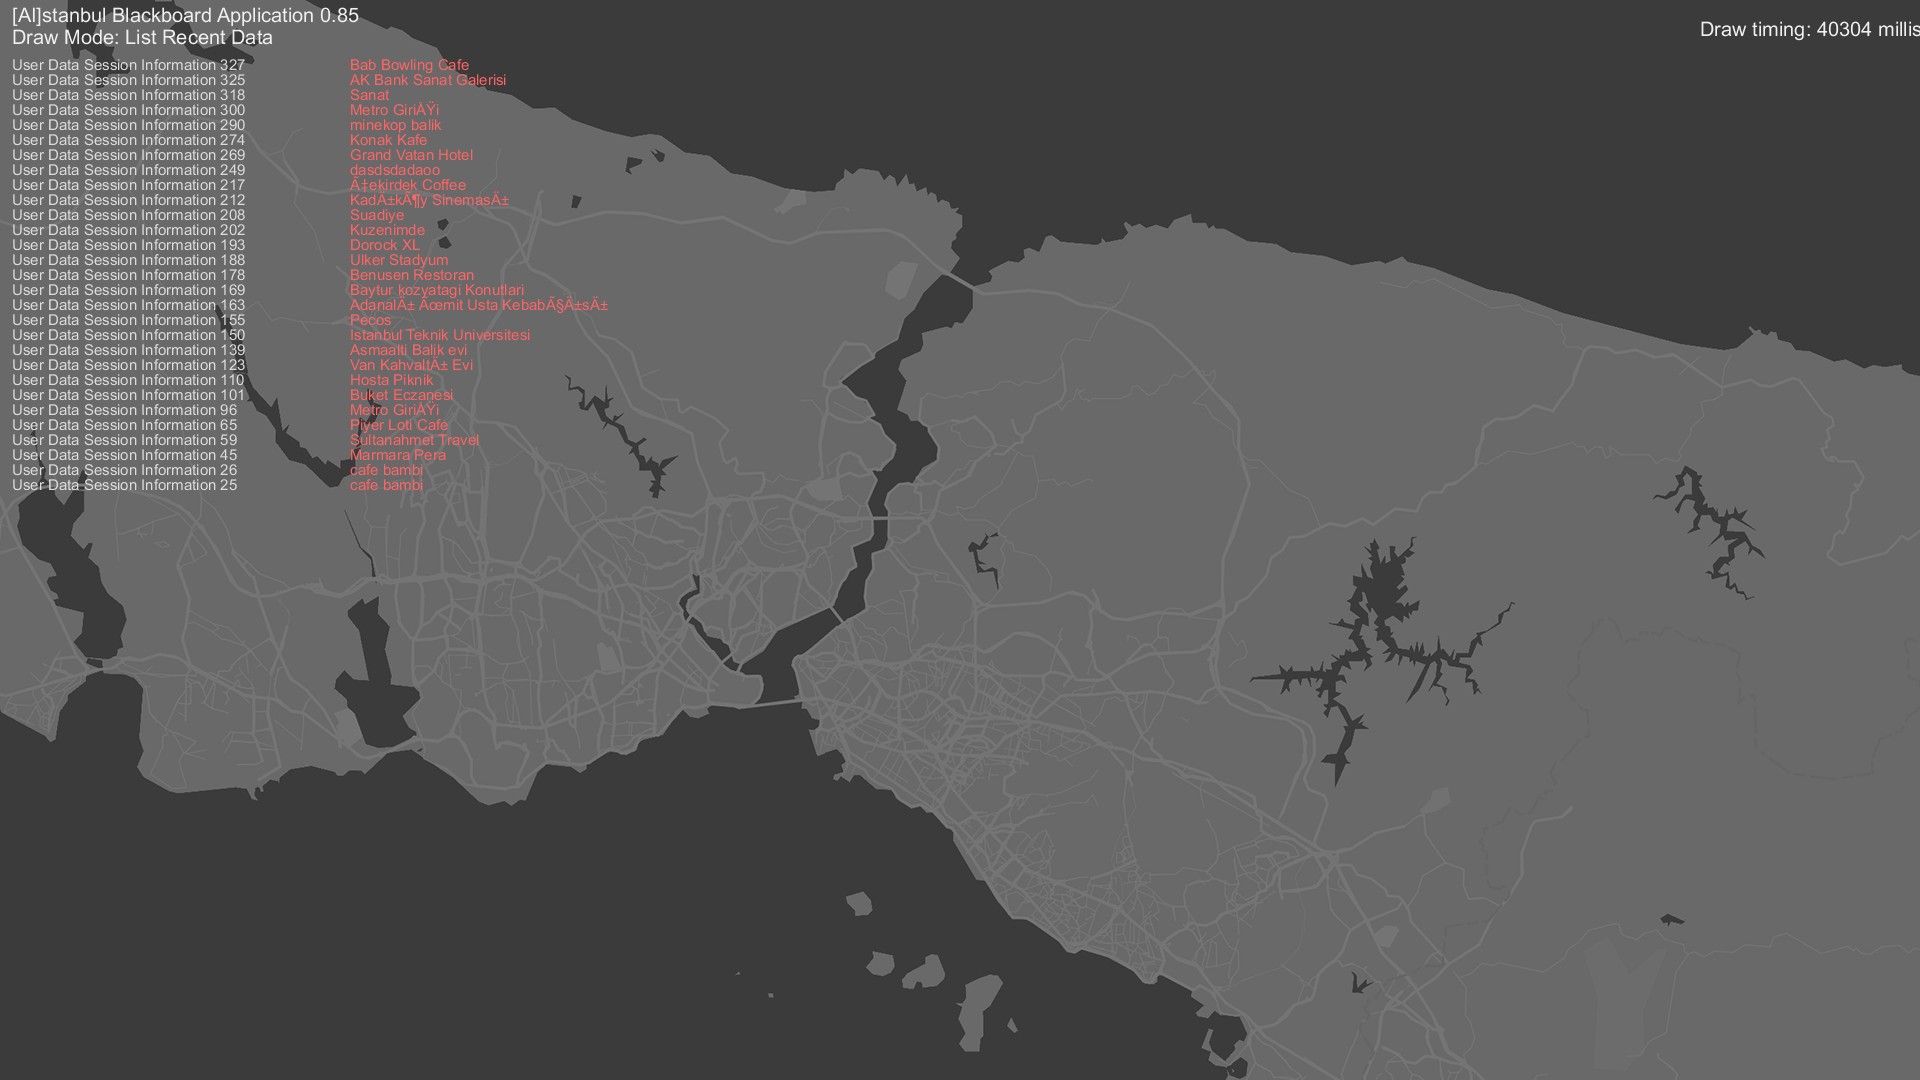 [AI]stanbul Blackboard Application 0.85
Draw Mode: List Recent Data
Draw timing: 40304 millis
User Data Session Information 327 Bab Bowling Cafe
User Data Session Information 325 AK Bank Sanat Galerisi
User Data Session Information 318 Sanat
User Data Session Information 300 Metro GiriÅŸi
User Data Session Information 290 minekop balik
User Data Session Information 274 Konak Kafe
User Data Session Information 269 Grand Vatan Hotel
User Data Session Information 249 dasdsdadaoo
User Data Session Information 217 Ä‡ekirdek Coffee
User Data Session Information 212 KadÄ±kÃ¶y SinemasÄ±
User Data Session Information 208 Suadiye
User Data Session Information 202 Kuzenimde
User Data Session Information 193 Dorock XL
User Data Session Information 188 Ulker Stadyum
User Data Session Information 178 Benusen Restoran
User Data Session Information 169 Baytur kozyatagi Konutlari
User Data Session Information 163 AdanalÄ± Ãœmit Usta KebabÃ§Ä±sÄ±
User Data Session Information 155 Pecos
User Data Session Information 150 Istanbul Teknik Universitesi
User Data Session Information 139 Asmaalti Balik evi
User Data Session Information 123 Van KahvaltÄ± Evi
User Data Session Information 110 Hosta Piknik
User Data Session Information 101 Buket Eczanesi
User Data Session Information 96 Metro GiriÅŸi
User Data Session Information 65 Piyer Loti Cafe
User Data Session Information 59 Sultanahmet Travel
User Data Session Information 45 Marmara Pera
User Data Session Information 26 cafe bambi
User Data Session Information 25 cafe bambi